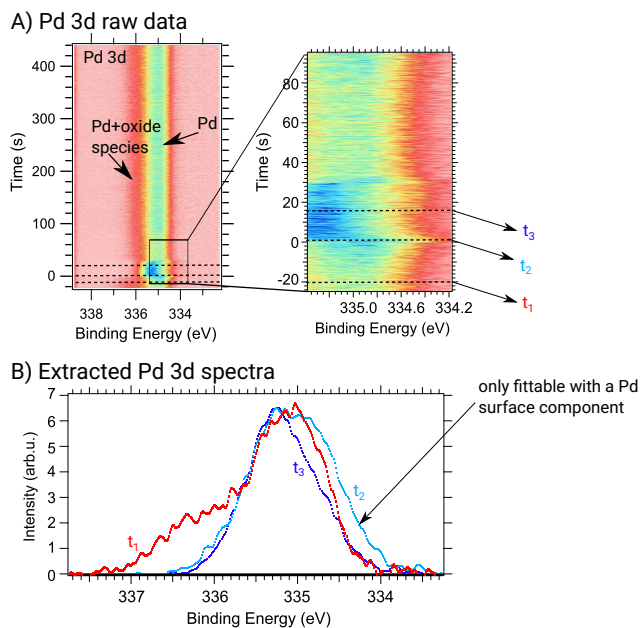 A) Pd 3d raw data
Pd 3d
Pd+oxide
species
Pd
400
300
200
100
0
Time (s)
338
336
334
Binding Energy (eV)
80
60
40
20
0
-20
Time (s)
335.0
334.6
334.2
Binding Energy (eV)
t3
t2
t1
B) Extracted Pd 3d spectra
only fittable with a Pd
surface component
7
6
5
4
3
2
1
0
Intensity (arb.u.)
t1
t3
t2
337
336
335
334
Binding Energy (eV)